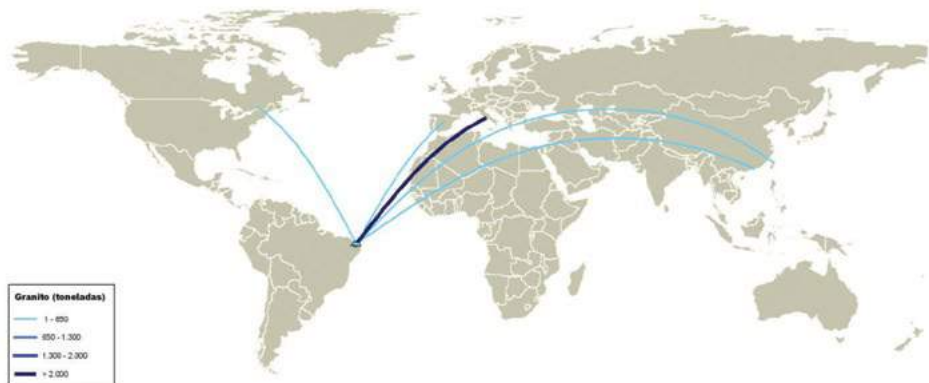 Granito (toneladas)
1 - 650
650 - 1.300
1.300 - 2.000
+ 2.000